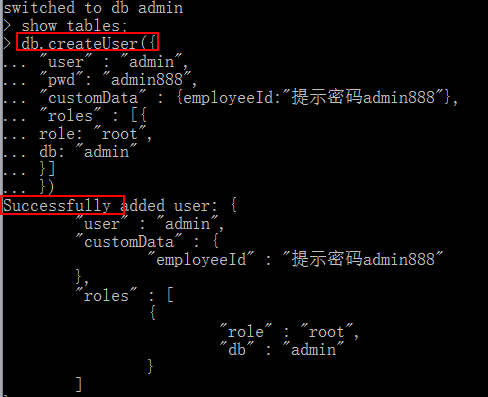 switched to db admin
> show tables;
> db.createUser({
... "user" : "admin",
... "pwd": "admin888",
... "customData" : {employeeId:"提示密码admin888"},
... "roles" : [{
... role: "root",
... db: "admin"
... }]
... })
Successfully added user: {
"user" : "admin",
"customData" : {
"employeeId" : "提示密码admin888"
},
"roles" : [
{
"role" : "root",
"db" : "admin"
}
]